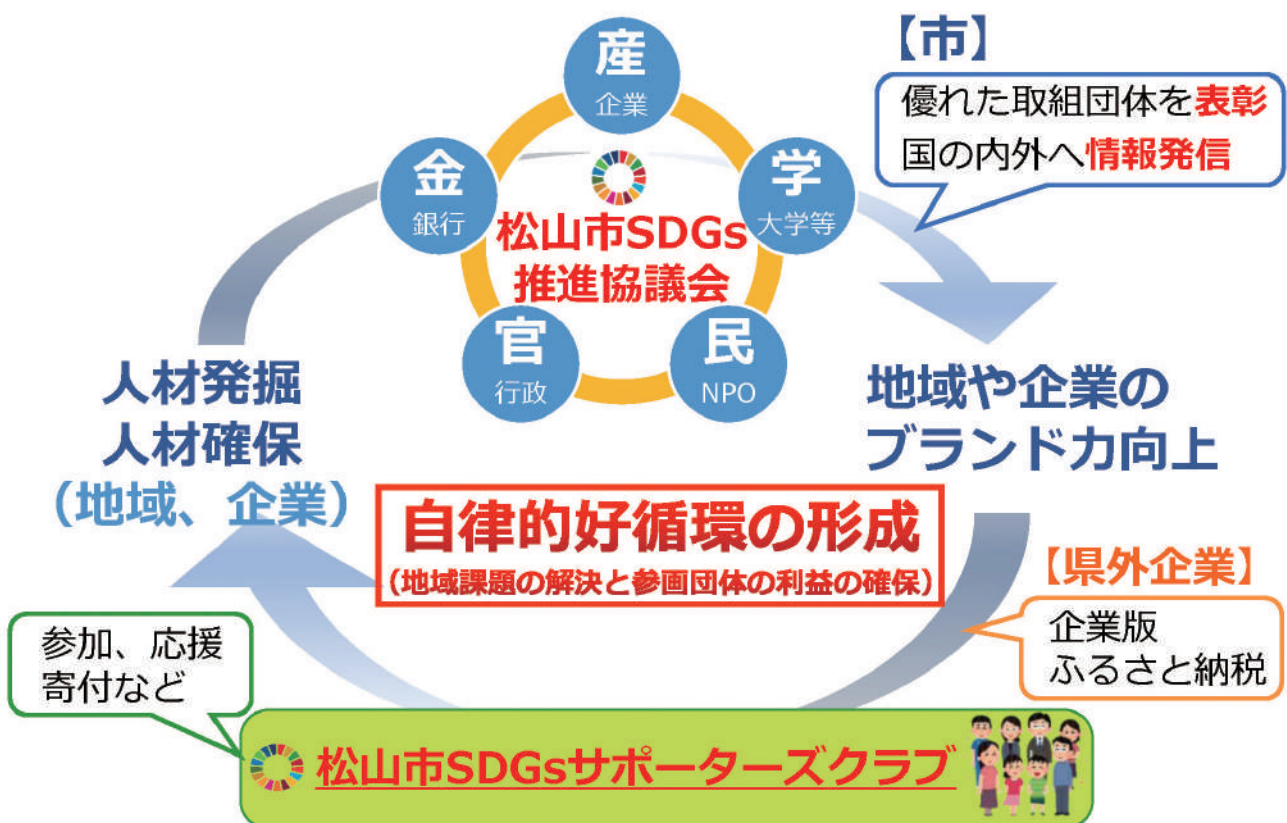 産
企業
金
銀行
学
大学等
松山市SDGs
推進協議会
官
行政
民
NPO
【市】
優れた取組団体を表彰
国の内外へ情報発信
地域や企業の
ブランド力向上
人材発掘
人材確保
(地域、企業)
自律的好循環の形成
(地域課題の解決と参画団体の利益の確保)
【県外企業】
企業版
ふるさと納税
参加、応援
寄付など
松山市SDGsサポーターズクラブ